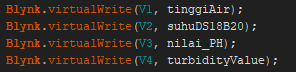 Blynk.virtualWrite(V1, tinggiAir);
Blynk.virtualWrite(V2, suhuDS18B20);
Blynk.virtualWrite(V3, nilai_PH);
Blynk.virtualWrite(V4, turbidityValue);